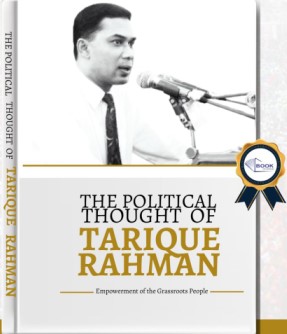 THE POLITICAL THOUGHT OF TARIQUE RAHMAN
THE POLITICAL
THOUGHT OF
TARIQUE
RAHMAN
Empowerment of the Grassroots People
BOOK